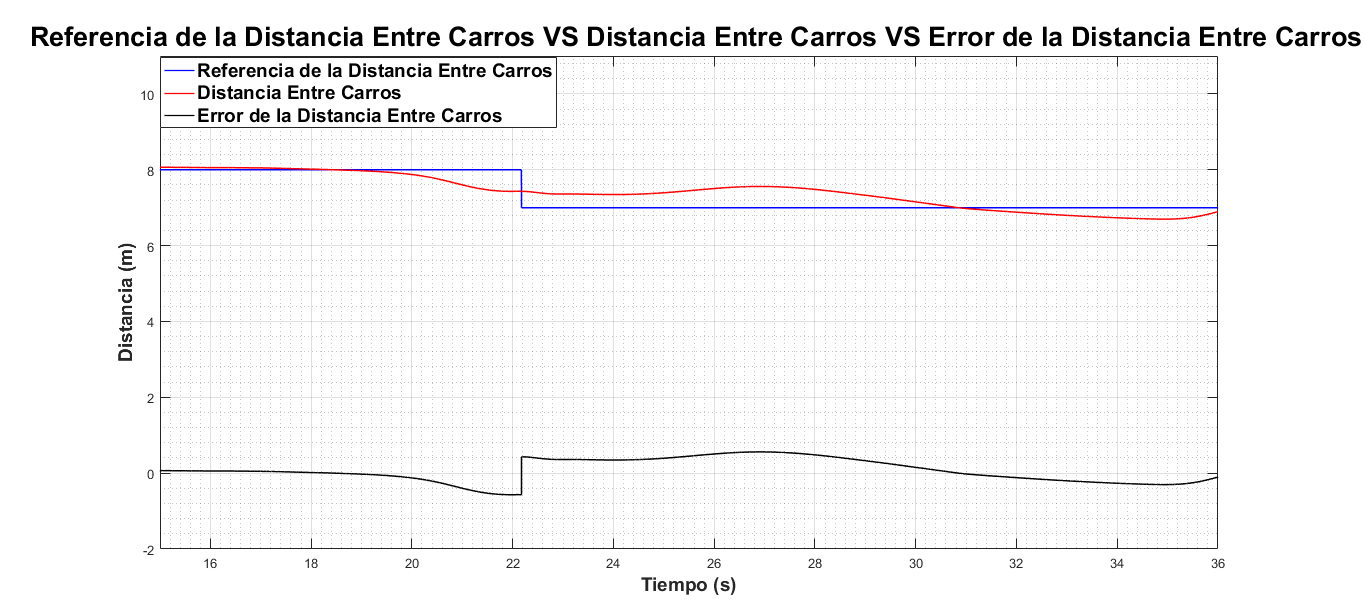 Referencia de la Distancia Entre Carros VS Distancia Entre Carros VS Error de la Distancia Entre Carros
Referencia de la Distancia Entre Carros
Distancia Entre Carros
Error de la Distancia Entre Carros
10
8
6
4
2
0
-2
Distancia (m)
16 18 20 22 24 26 28 30 32 34 36
Tiempo (s)